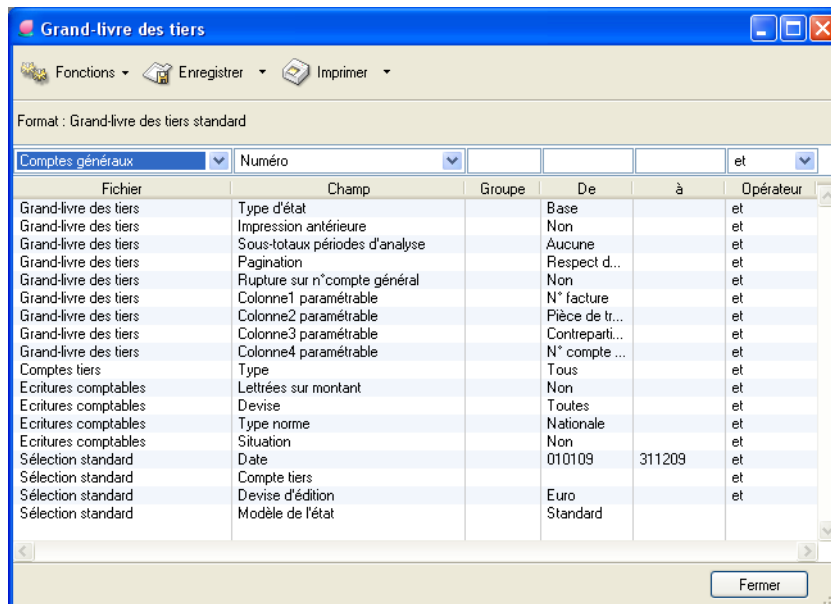 Grand-livre des tiers
Fonctions Enregistrer Imprimer
Format : Grand-livre des tiers standard
Comptes généraux Numéro et
Fichier Champ Groupe De à Opérateur
Grand-livre des tiers Type d'état Base et
Grand-livre des tiers Impression antérieure Non et
Grand-livre des tiers Sous-totaux périodes d'analyse Aucune et
Grand-livre des tiers Pagination Respect d... et
Grand-livre des tiers Rupture sur n°compte général Non et
Grand-livre des tiers Colonne1 paramétrable N° facture et
Grand-livre des tiers Colonne2 paramétrable Pièce de tr... et
Grand-livre des tiers Colonne3 paramétrable Contreparti... et
Grand-livre des tiers Colonne4 paramétrable N° compte ... et
Comptes tiers Type Tous et
Ecritures comptables Lettrées sur montant Non et
Ecritures comptables Devise Toutes et
Ecritures comptables Type norme Nationale et
Ecritures comptables Situation Non et
Sélection standard Date 010109 311209 et
Sélection standard Compte tiers et
Sélection standard Devise d'édition Euro et
Sélection standard Modèle de l'état Standard
Fermer